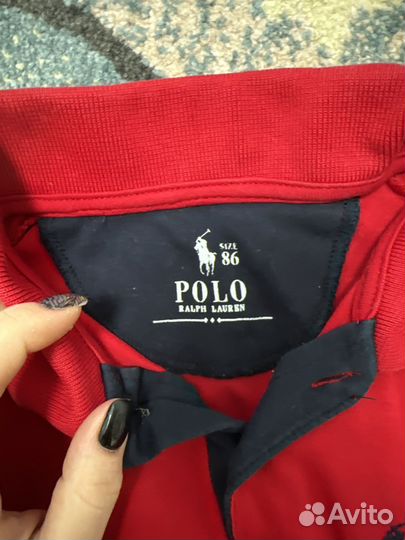 SIZE
86
POLO
RALPH LAUREN
Avito